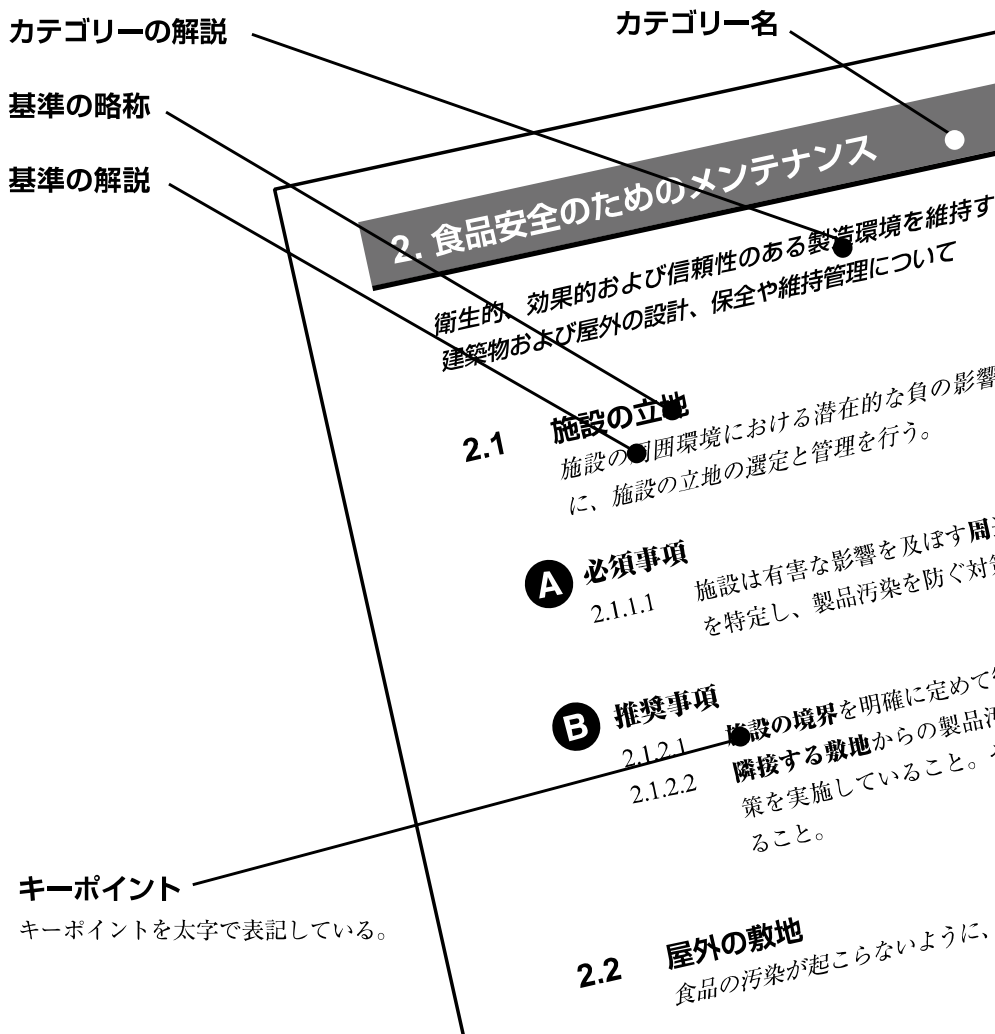 カテゴリーの解説
カテゴリー名
基準の略称
基準の解説
2. 食品安全のためのメンテナンス
衛生的、効果的および信頼性のある製造環境を維持す
建築物および屋外の設計、保全や維持管理について
2.1 施設の立地
施設の周囲環境における潜在的な負の影響
に、施設の立地の選定と管理を行う。
A 必須事項
2.1.1.1 施設は有害な影響を及ぼす周
を特定し、製品汚染を防ぐ対策
B 推奨事項
2.1.2.1 施設の境界を明確に定めて
2.1.2.2 隣接する敷地からの製品汚
策を実施していること。
ること。
キーポイント
キーポイントを太字で表記している。
2.2 屋外の敷地
食品の汚染が起こらないように、